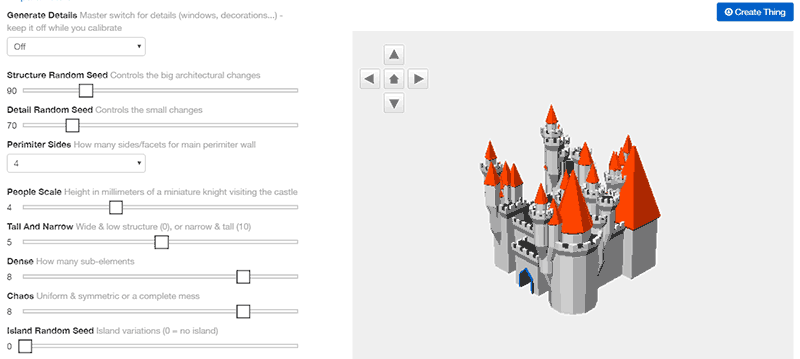 Generate Details Master switch for details (windows, decorations...) -
keep it off while you calibrate
Off
Create Thing
Structure Random Seed Controls the big architectural changes
90
Detail Random Seed Controls the small changes
70
Perimiter Sides How many sides/facets for main perimiter wall
4
People Scale Height in millimeters of a miniature knight visiting the castle
4
Tall And Narrow Wide & low structure (0), or narrow & tall (10)
5
Dense How many sub-elements
8
Chaos Uniform & symmetric or a complete mess
8
Island Random Seed Island variations (0 = no island)
0